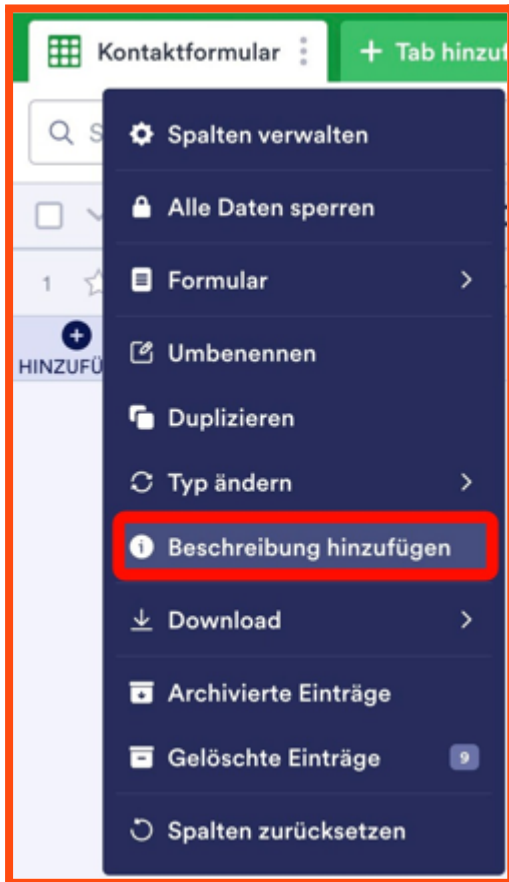 Kontaktformular
+ Tab hinzuf
S
Spalten verwalten
Alle Daten sperren
1
Formular
HINZUFÜ
Umbenennen
Duplizieren
Typ ändern
Beschreibung hinzufügen
Download
Archivierte Einträge
Gelöschte Einträge 9
Spalten zurücksetzen